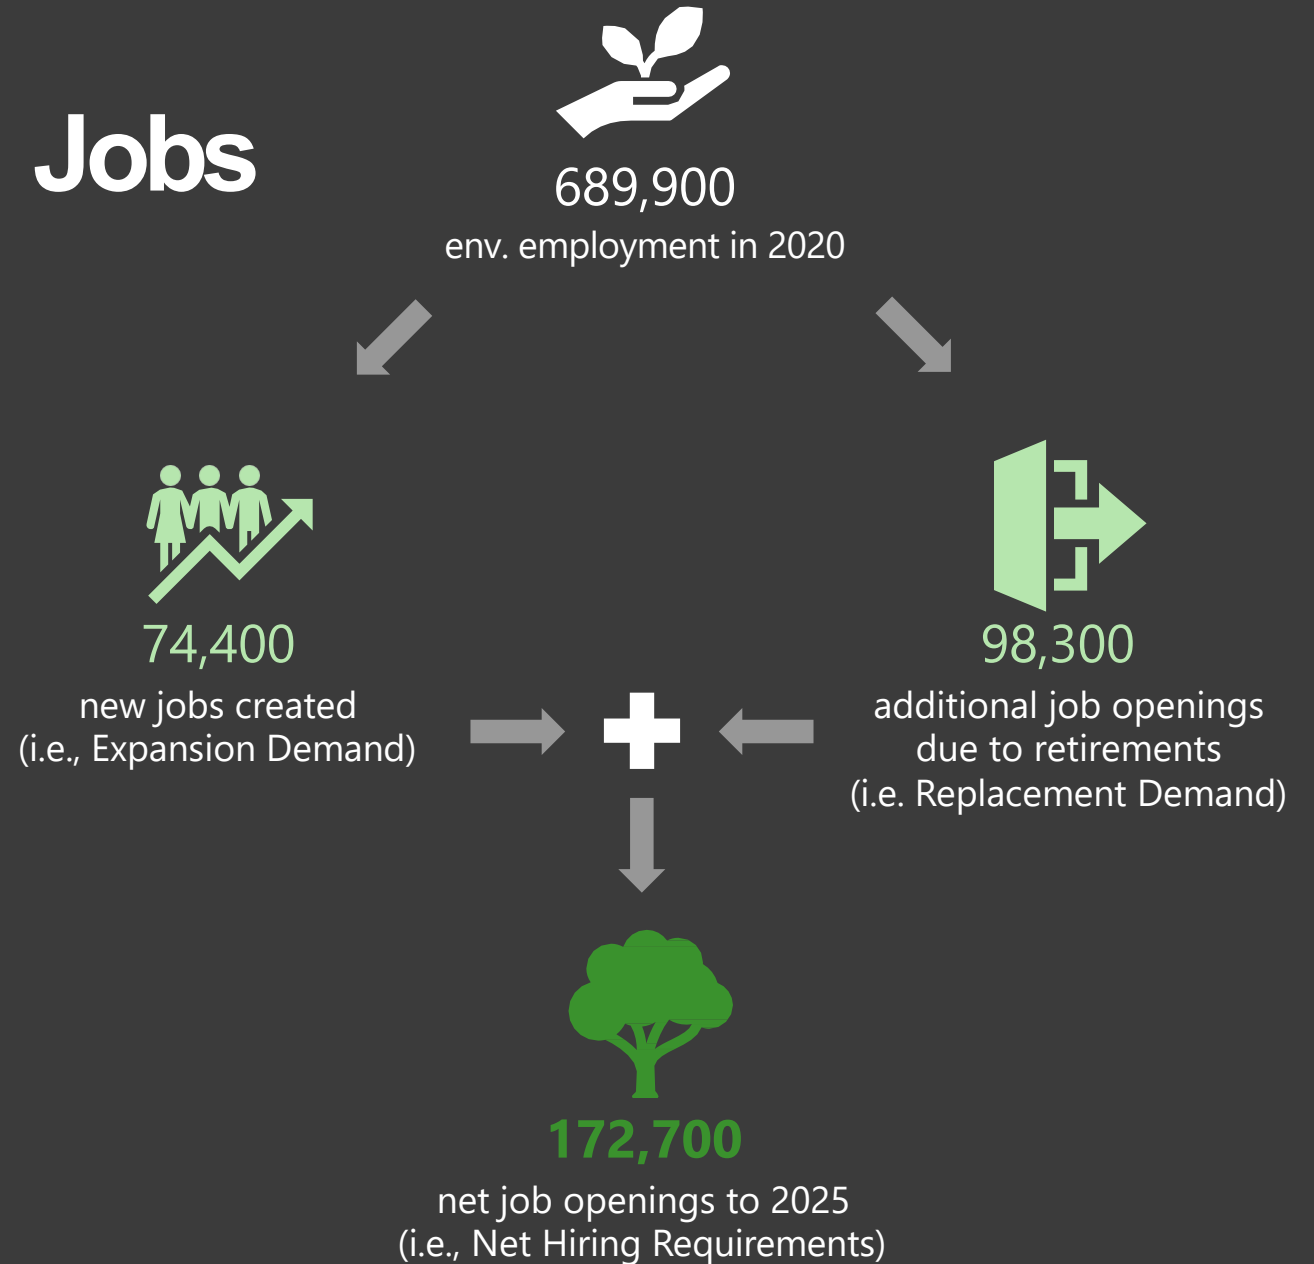 Jobs
689,900
env. employment in 2020
74,400
new jobs created
(i.e., Expansion Demand)
98,300
additional job openings
due to retirements
(i.e. Replacement Demand)
172,700
net job openings to 2025
(i.e., Net Hiring Requirements)